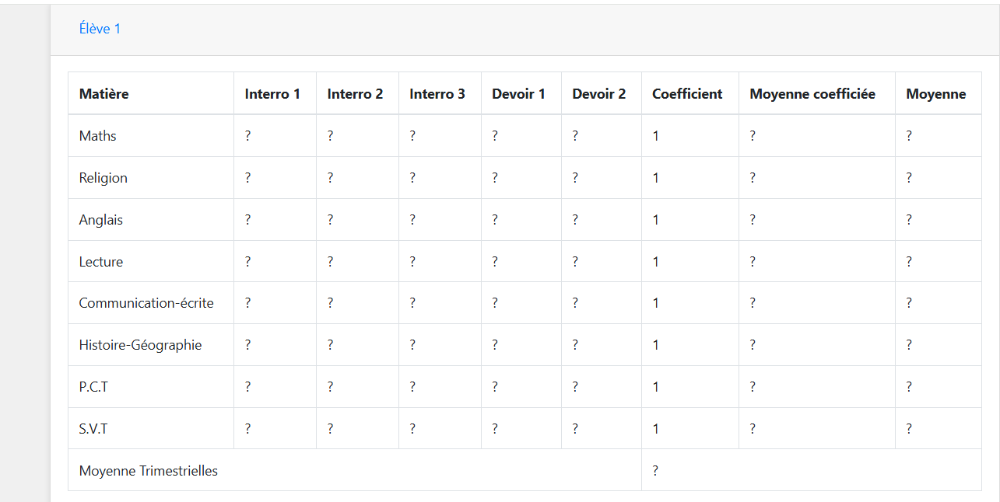 Élève 1
Matière Interro 1 Interro 2 Interro 3 Devoir 1 Devoir 2 Coefficient Moyenne coefficiée Moyenne
Maths ? ? ? ? ? 1 ? ?
Religion ? ? ? ? ? 1 ? ?
Anglais ? ? ? ? ? 1 ? ?
Lecture ? ? ? ? ? 1 ? ?
Communication-écrite ? ? ? ? ? 1 ? ?
Histoire-Géographie ? ? ? ? ? 1 ? ?
P.C.T ? ? ? ? ? 1 ? ?
S.V.T ? ? ? ? ? 1 ? ?
Moyenne Trimestrielles ?